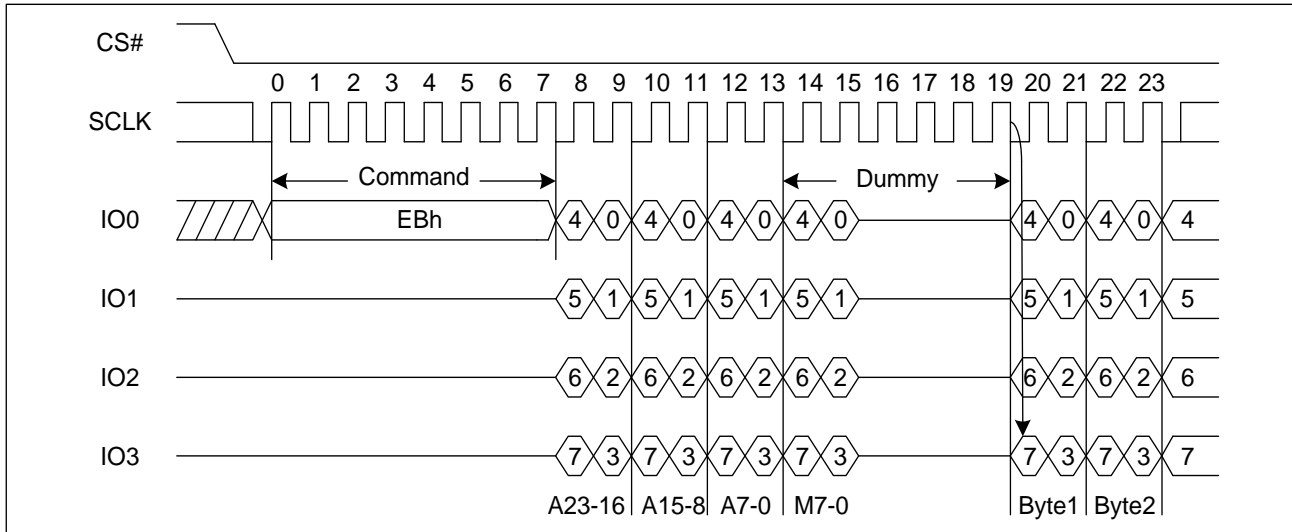 CS#
0 1 2 3 4 5 6 7 8 9 10 11 12 13 14 15 16 17 18 19 20 21 22 23
SCLK
Command Dummy
IO0 EBh 4 0 4 0 4 0 4 0 4 0 4 0 4
IO1 5 1 5 1 5 1 5 1 5 1 5 1 5
IO2 6 2 6 2 6 2 6 2 6 2 6 2 6
IO3 7 3 7 3 7 3 7 3 7 3 7 3 7
A23-16 A15-8 A7-0 M7-0 Byte1 Byte2